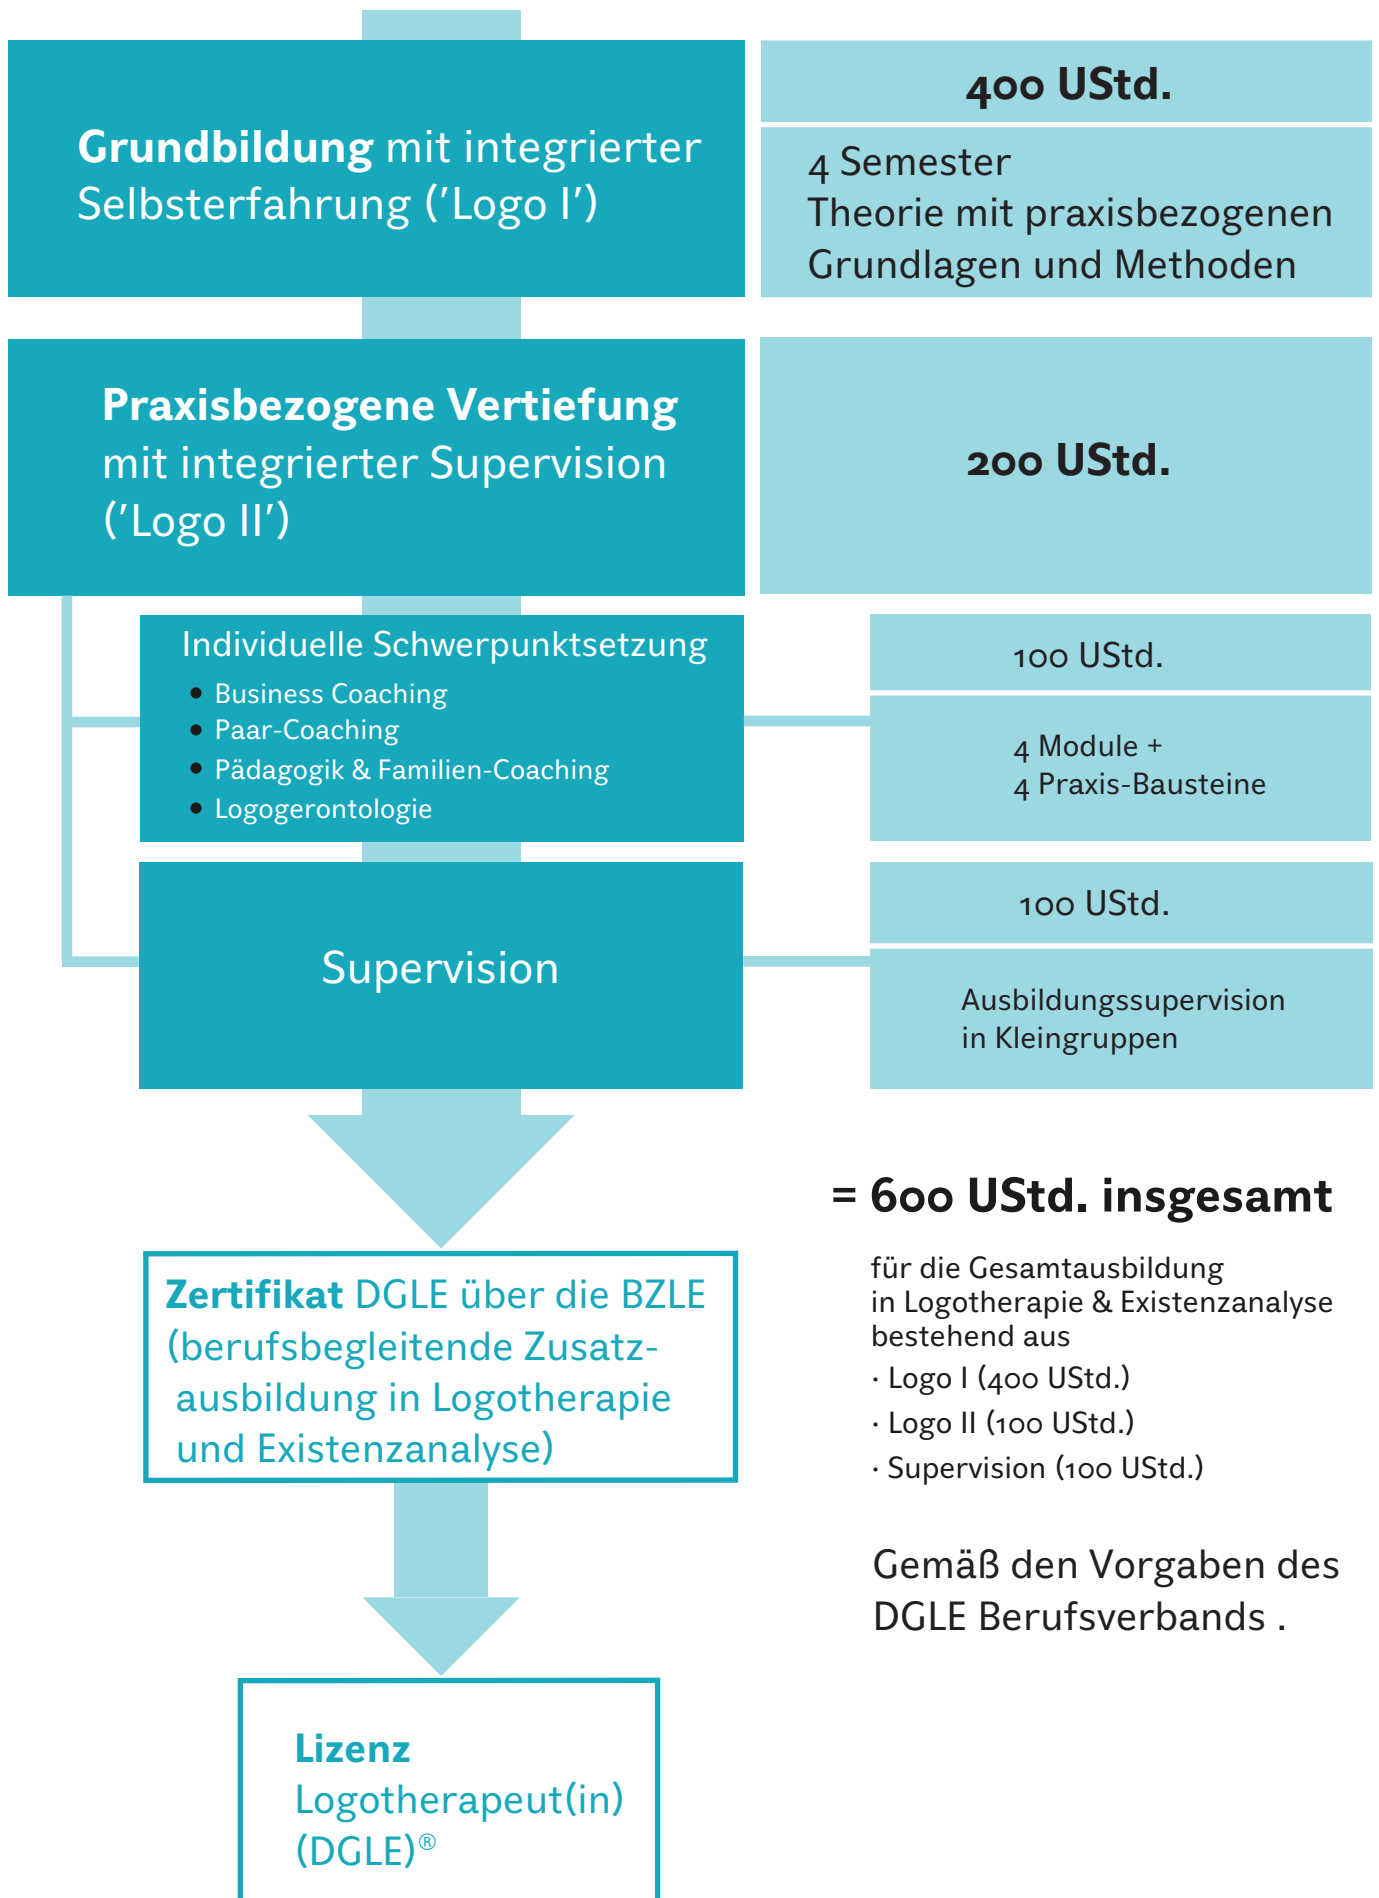 Grundbildung mit integrierter
Selbsterfahrung ('Logo I')
400 UStd.
4 Semester
Theorie mit praxisbezogenen
Grundlagen und Methoden
Praxisbezogene Vertiefung
mit integrierter Supervision
('Logo II')
200 UStd.
Individuelle Schwerpunktsetzung
• Business Coaching
• Paar-Coaching
• Pädagogik & Familien-Coaching
• Logogerontologie
100 UStd.
4 Module +
4 Praxis-Bausteine
Supervision
100 UStd.
Ausbildungssupervision
in Kleingruppen
= 600 UStd. insgesamt
für die Gesamtausbildung
in Logotherapie & Existenzanalyse
bestehend aus
· Logo I (400 UStd.)
· Logo II (100 UStd.)
· Supervision (100 UStd.)
Gemäß den Vorgaben des
DGLE Berufsverbands .
Zertifikat DGLE über die BZLE
(berufsbegleitende Zusatz-
ausbildung in Logotherapie
und Existenzanalyse)
Lizenz
Logotherapeut(in)
(DGLE)®